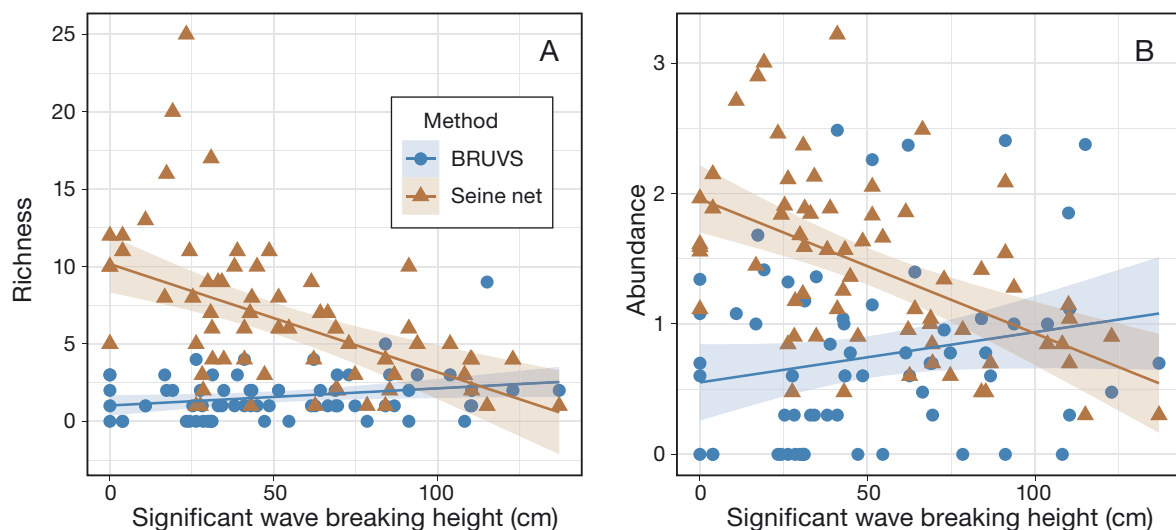 A
Richness
25
20
15
10
5
0
Method
BRUVS
Seine net
0
50
100
Significant wave breaking height (cm)
B
Abundance
3
2
1
0
0
50
100
Significant wave breaking height (cm)